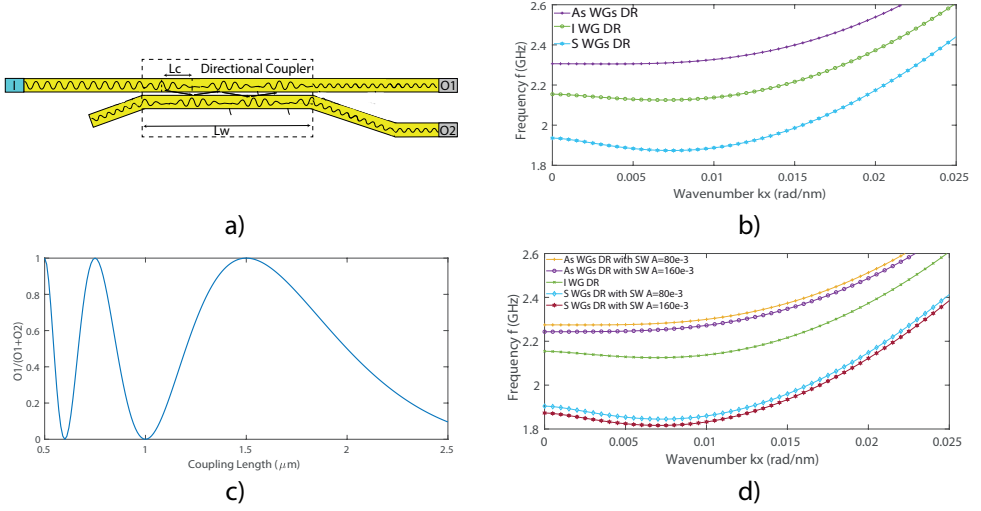 Lc
Directional Coupler
I
O1
Lw
O2
a)
2.6
2.4
2.2
2
1.8
Frequency f (GHz)
As WGs DR
I WG DR
S WGs DR
0
0.005
0.01
0.015
0.02
0.025
Wavenumber kx (rad/nm)
b)
1
0.8
0.6
0.4
0.2
0
O1/(O1+O2)
0.5
1
1.5
2
2.5
Coupling Length (μm)
c)
2.6
2.4
2.2
2
1.8
Frequency f (GHz)
As WGs DR with SW A=80e-3
As WGs DR with SW A=160e-3
I WG DR
S WGs DR with SW A=80e-3
S WGs DR with SW A=160e-3
0
0.005
0.01
0.015
0.02
0.025
Wavenumber kx (rad/nm)
d)